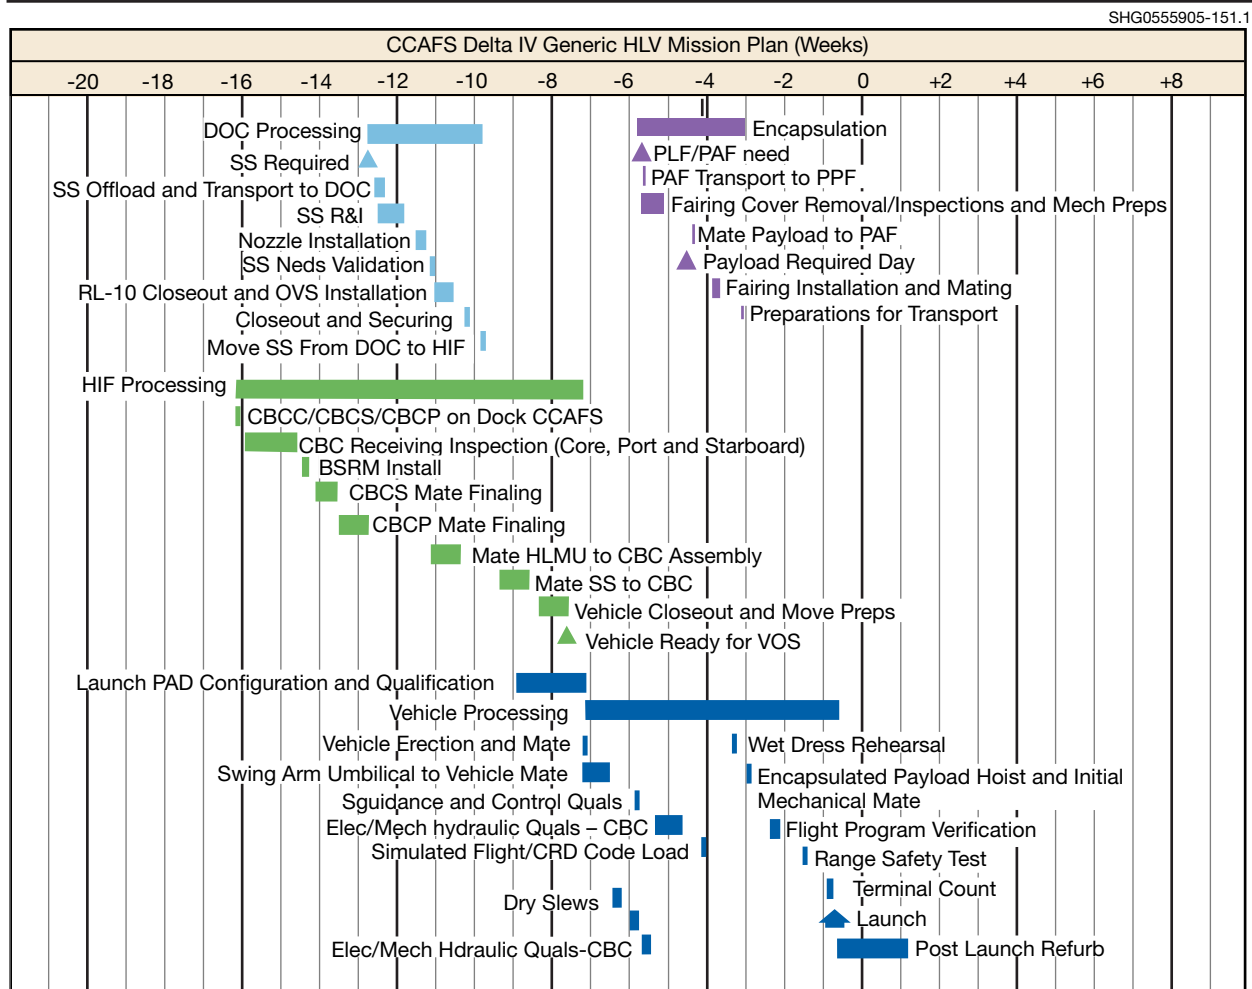 SHG0555905-151.1
CCAFS Delta IV Generic HLV Mission Plan (Weeks)
-20 -18 -16 -14 -12 -10 -8 -6 -4 -2 0 +2 +4 +6 +8
DOC Processing
SS Required
SS Offload and Transport to DOC
SS R&I
Nozzle Installation
SS Neds Validation
RL-10 Closeout and OVS Installation
Closeout and Securing
Move SS From DOC to HIF
Encapsulation
PLF/PAF need
PAF Transport to PPF
Fairing Cover Removal/Inspections and Mech Preps
Mate Payload to PAF
Payload Required Day
Fairing Installation and Mating
Preparations for Transport
HIF Processing
CBCC/CBCS/CBCP on Dock CCAFS
CBC Receiving Inspection (Core, Port and Starboard)
BSRM Install
CBCS Mate Finaling
CBCP Mate Finaling
Mate HLMU to CBC Assembly
Mate SS to CBC
Vehicle Closeout and Move Preps
Vehicle Ready for VOS
Launch PAD Configuration and Qualification
Vehicle Processing
Vehicle Erection and Mate
Swing Arm Umbilical to Vehicle Mate
Sguidance and Control Quals
Elec/Mech hydraulic Quals – CBC
Simulated Flight/CRD Code Load
Dry Slews
Elec/Mech Hdraulic Quals-CBC
Wet Dress Rehearsal
Encapsulated Payload Hoist and Initial
Mechanical Mate
Flight Program Verification
Range Safety Test
Terminal Count
Launch
Post Launch Refurb